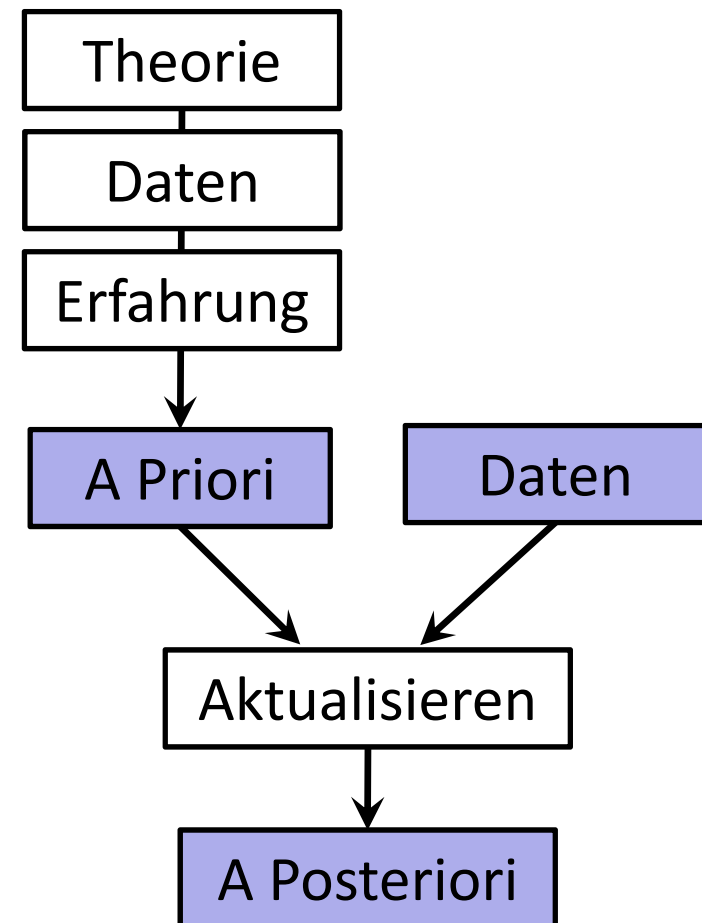 Theorie
Daten
Erfahrung
A Priori
Daten
Aktualisieren
A Posteriori